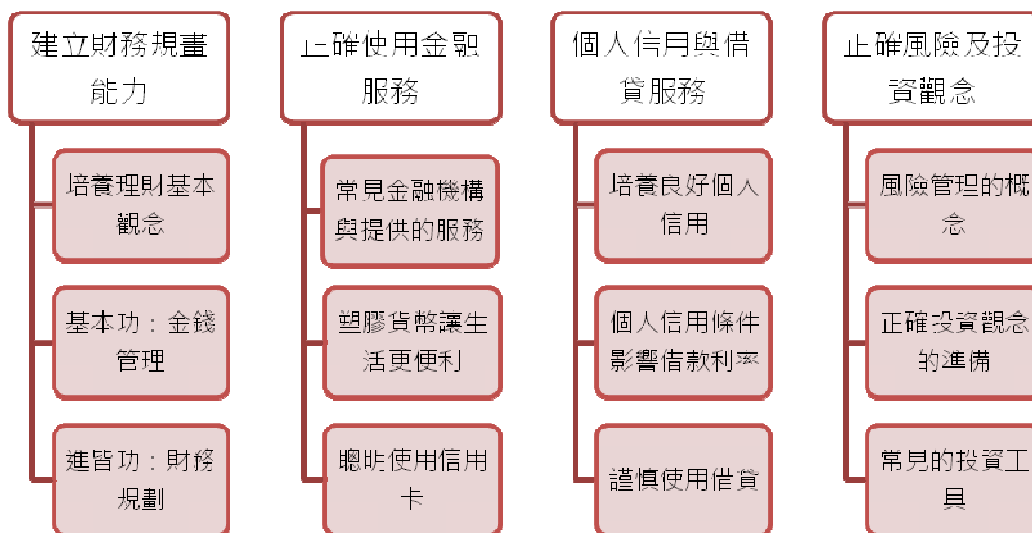 建立財務規畫
能力
培養理財基本
觀念
基本功：金錢
管理
進皆功：財務
規劃
正確使用金融
服務
常見金融機構
與提供的服務
塑膠貨幣讓生
活更便利
聰明使用信用
卡
個人信用與借
貸服務
培養良好個人
信用
個人信用條件
影響借款利率
謹慎使用借貸
正確風險及投
資觀念
風險管理的概
念
正確投資觀念
的準備
常見的投資工
具